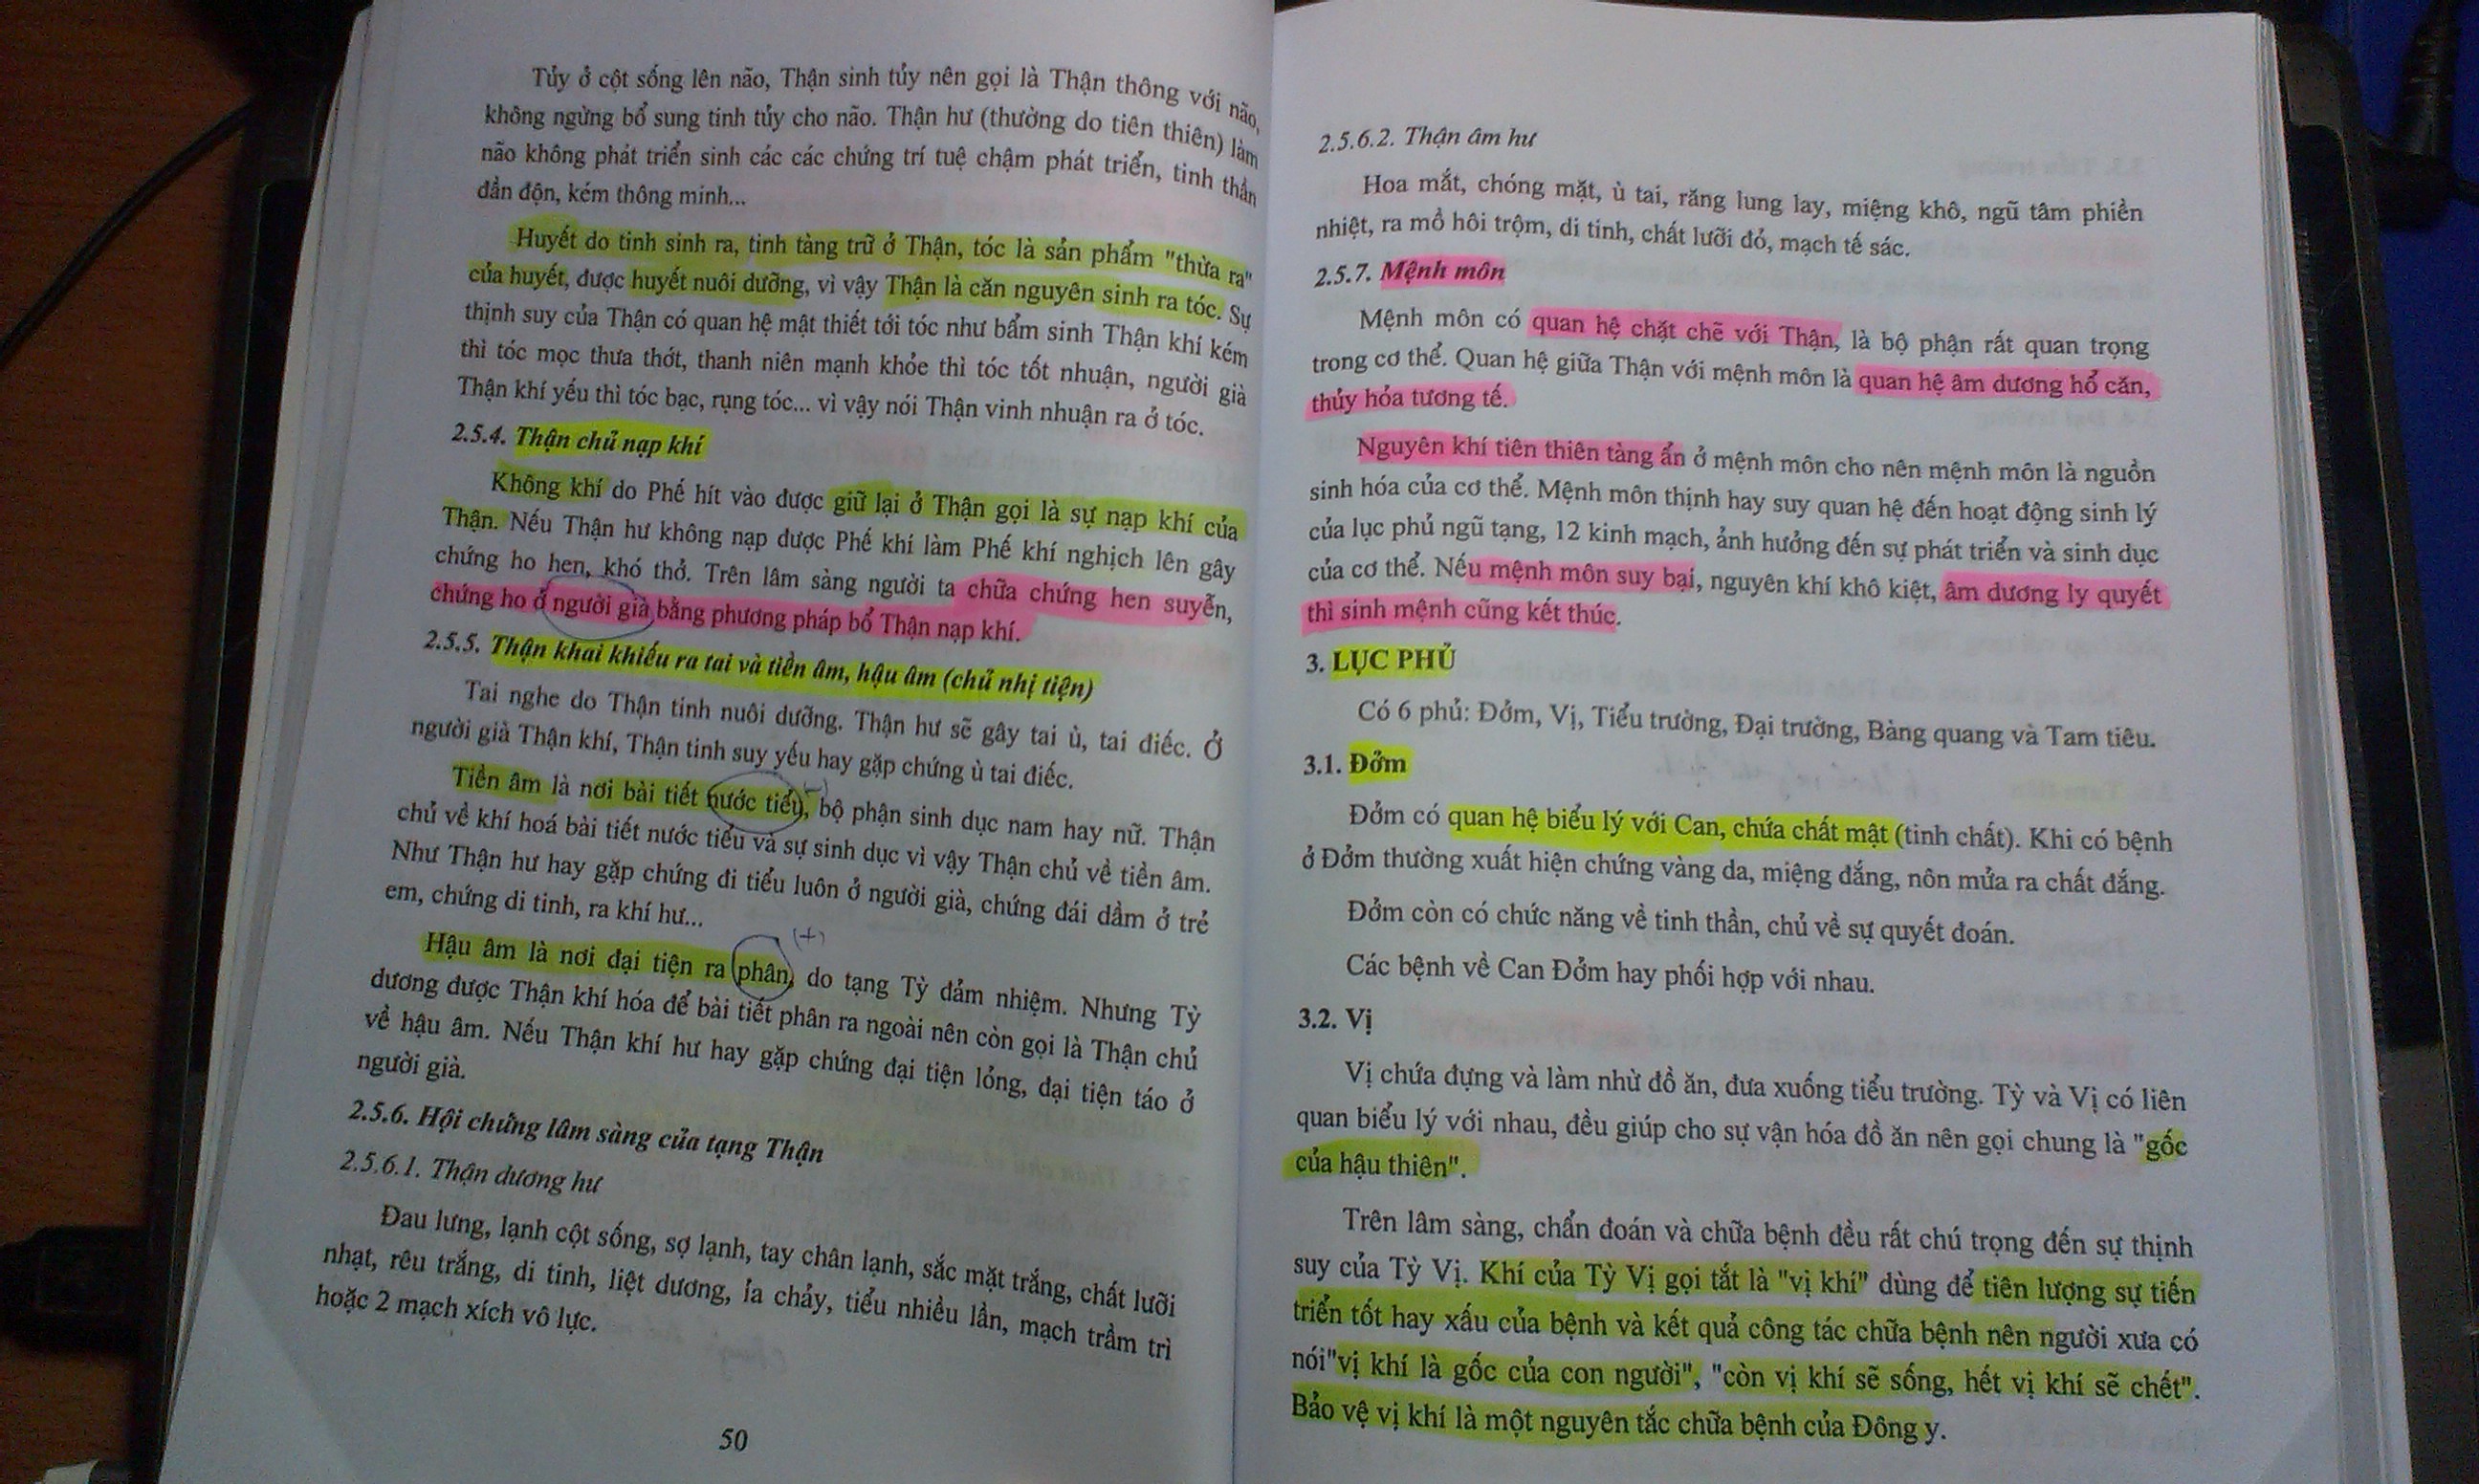 Tủy ở cột sống lên não, Thận sinh tủy nên gọi là Thận thông với não,
không ngừng bổ sung tinh tủy cho não. Thận hư (thường do tiên thiên) làm
não không phát triển sinh các các chứng trí tuệ chậm phát triển, tinh thần
dần độn, kém thông minh...
Huyết do tinh sinh ra, tinh tàng trữ ở Thận, tóc là sản phẩm "thừa ra"
của huyết, được huyết nuôi dưỡng, vì vậy Thận là căn nguyên sinh ra tóc. Sự
thịnh suy của Thận có quan hệ mật thiết tới tóc như bẩm sinh Thận khí kém
thì tóc mọc thưa thớt, thanh niên mạnh khỏe thì tóc tốt nhuận, người già
Thận khí yếu thì tóc bạc, rụng tóc... vì vậy nói Thận vinh nhuận ra ở tóc.
2.5.4. Thận chủ nạp khí
Không khí do Phế hít vào được giữ lại ở Thận gọi là sự nạp khí của
Thận. Nếu Thận hư không nạp được Phế khí làm Phế khí nghịch lên gây
chứng ho hen, khó thở. Trên lâm sàng người ta chữa chứng hen suyễn,
chứng ho ở người già bằng phương pháp bổ Thận nạp khí.
2.5.5. Thận khai khiếu ra tai và tiền âm, hậu âm (chủ nhị tiện)
Tai nghe do Thận tinh nuôi dưỡng. Thận hư sẽ gây tai ù, tai điếc. Ở
người già Thận khí, Thận tinh suy yếu hay gặp chứng ù tai điếc.
Tiền âm là nơi bài tiết nước tiểu, bộ phận sinh dục nam hay nữ. Thận
chủ về khí hoá bài tiết nước tiểu và sự sinh dục vì vậy Thận chủ về tiền âm.
Như Thận hư hay gặp chứng đi tiểu luôn ở người già, chứng đái dầm ở trẻ
em, chứng di tinh, ra khí hư...
(+)
Hậu âm là nơi đại tiện ra phân, do tạng Tỳ đảm nhiệm. Nhưng Tỳ
dương được Thận khí hóa để bài tiết phân ra ngoài nên còn gọi là Thận chủ
về hậu âm. Nếu Thận khí hư hay gặp chứng đại tiện lỏng, đại tiện táo ở
người già.
2.5.6. Hội chứng lâm sàng của tạng Thận
2.5.6.1. Thận dương hư
Đau lưng, lạnh cột sống, sợ lạnh, tay chân lạnh, sắc mặt trắng, chất lưỡi
nhạt, rêu trắng, di tinh, liệt dương, ỉa chảy, tiểu nhiều lần, mạch trầm trì
hoặc 2 mạch xích vô lực.
50
2.5.6.2. Thận âm hư
Hoa mắt, chóng mặt, ù tai, răng lung lay, miệng khô, ngũ tâm phiền
nhiệt, ra mồ hôi trộm, di tinh, chất lưỡi đỏ, mạch tế sác.
2.5.7. Mệnh môn
Mệnh môn có quan hệ chặt chẽ với Thận, là bộ phận rất quan trọng
trong cơ thể. Quan hệ giữa Thận với mệnh môn là quan hệ âm dương hổ căn,
thủy hỏa tương tế.
Nguyên khí tiên thiên tàng ẩn ở mệnh môn cho nên mệnh môn là nguồn
sinh hóa của cơ thể. Mệnh môn thịnh hay suy quan hệ đến hoạt động sinh lý
của lục phủ ngũ tạng, 12 kinh mạch, ảnh hưởng đến sự phát triển và sinh dục
của cơ thể. Nếu mệnh môn suy bại, nguyên khí khô kiệt, âm dương ly quyết
thì sinh mệnh cũng kết thúc.
3. LỤC PHỦ
Có 6 phủ: Đởm, Vị, Tiểu trường, Đại trường, Bàng quang và Tam tiêu.
3.1. Đởm
Đởm có quan hệ biểu lý với Can, chứa chất mật (tinh chất). Khi có bệnh
ở Đởm thường xuất hiện chứng vàng da, miệng đắng, nôn mửa ra chất đắng.
Đởm còn có chức năng về tinh thần, chủ về sự quyết đoán.
Các bệnh về Can Đởm hay phối hợp với nhau.
3.2. Vị
Vị chứa đựng và làm nhừ đồ ăn, đưa xuống tiểu trường. Tỳ và Vị có liên
quan biểu lý với nhau, đều giúp cho sự vận hóa đồ ăn nên gọi chung là "gốc
của hậu thiên".
Trên lâm sàng, chẩn đoán và chữa bệnh đều rất chú trọng đến sự thịnh
suy của Tỳ Vị. Khí của Tỳ Vị gọi tắt là "vị khí" dùng để tiên lượng sự tiến
triển tốt hay xấu của bệnh và kết quả công tác chữa bệnh nên người xưa có
nói"vị khí là gốc của con người", "còn vị khí sẽ sống, hết vị khí sẽ chết".
Bảo vệ vị khí là một nguyên tắc chữa bệnh của Đông y.